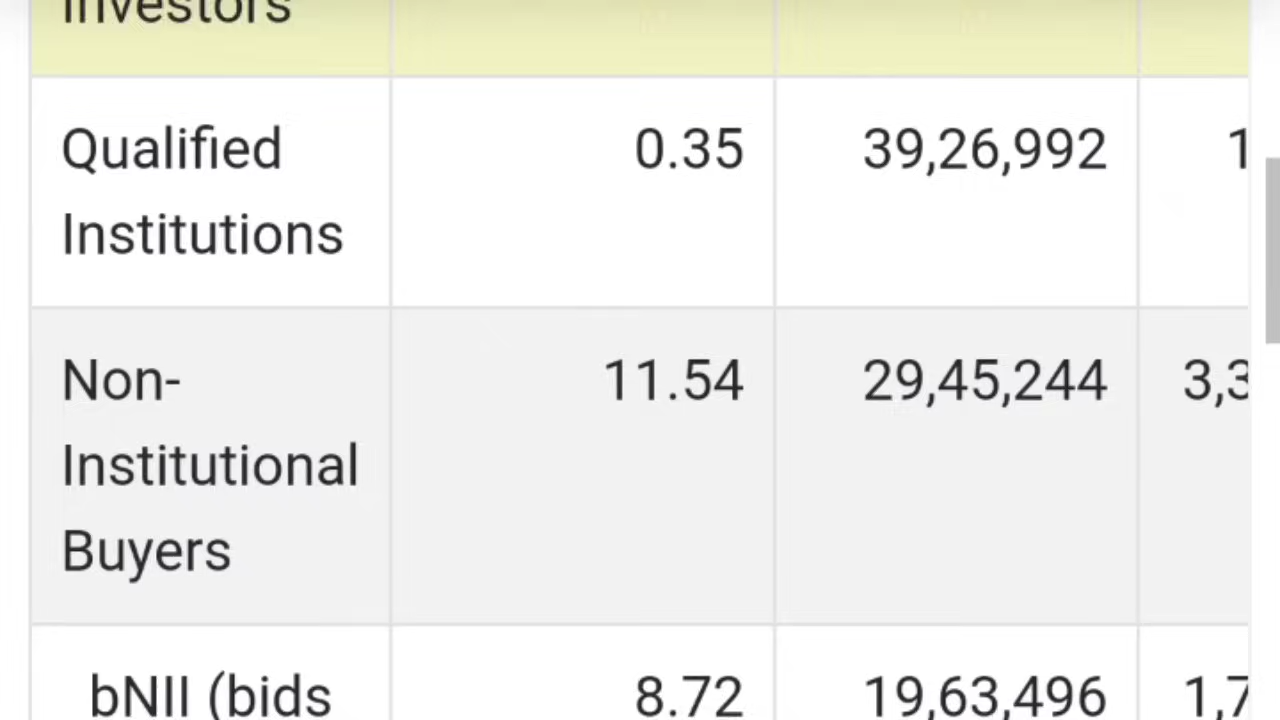 Investors
Qualified 0.35 39,26,992
Institutions
Non- 11.54 29,45,244
Institutional
Buyers
bNII (bids 8.72 19,63,496